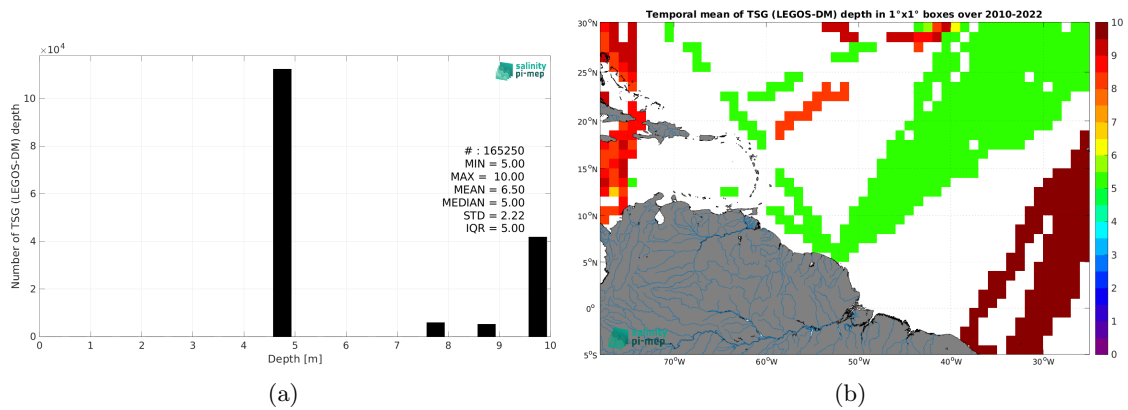 ×10⁴
10
8
6
4
2
0
Number of TSG (LEGOS-DM) depth
salinity
pi-mep
# : 165250
MIN = 5.00
MAX = 10.00
MEAN = 6.50
MEDIAN = 5.00
STD = 2.22
IQR = 5.00
0 1 2 3 4 5 6 7 8 9 10
Depth [m]
(a)
Temporal mean of TSG (LEGOS-DM) depth in 1°x1° boxes over 2010-2022
30°N
25°N
20°N
15°N
10°N
5°N
0°
5°S
salinity
pi-mep
70°W 60°W 50°W 40°W 30°W
10
9
8
7
6
5
4
3
2
1
0
(b)